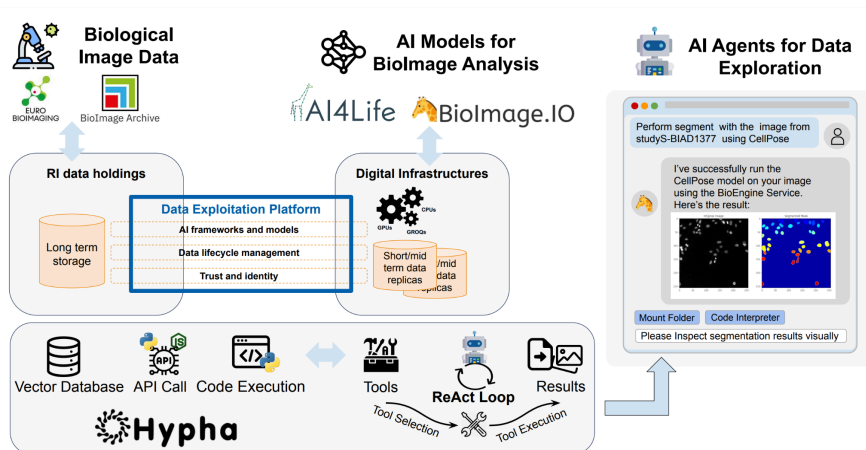 Biological
Image Data
EURO
BIOIMAGING
BioImage Archive
AI Models for
BioImage Analysis
AI4Life
BioImage.IO
AI Agents for Data
Exploration
RI data holdings
Long term
storage
Data Exploitation Platform
AI frameworks and models
Data lifecycle management
Trust and identity
Digital Infrastructures
CPUs
GPUs
GROQs
Short/mid
term data
replicas
/mid
data
replicas
Perform segment with the image from
studyS-BIAD1377 using CellPose
I've successfully run the
CellPose model on your image
using the BioEngine Service.
Here's the result:
Mount Folder
Code Interpreter
Please Inspect segmentation results visually
JS
API
</>
Vector Database
API Call
Code Execution
Tools
ReAct Loop
Results
Tool Selection
Tool Execution
Hypha